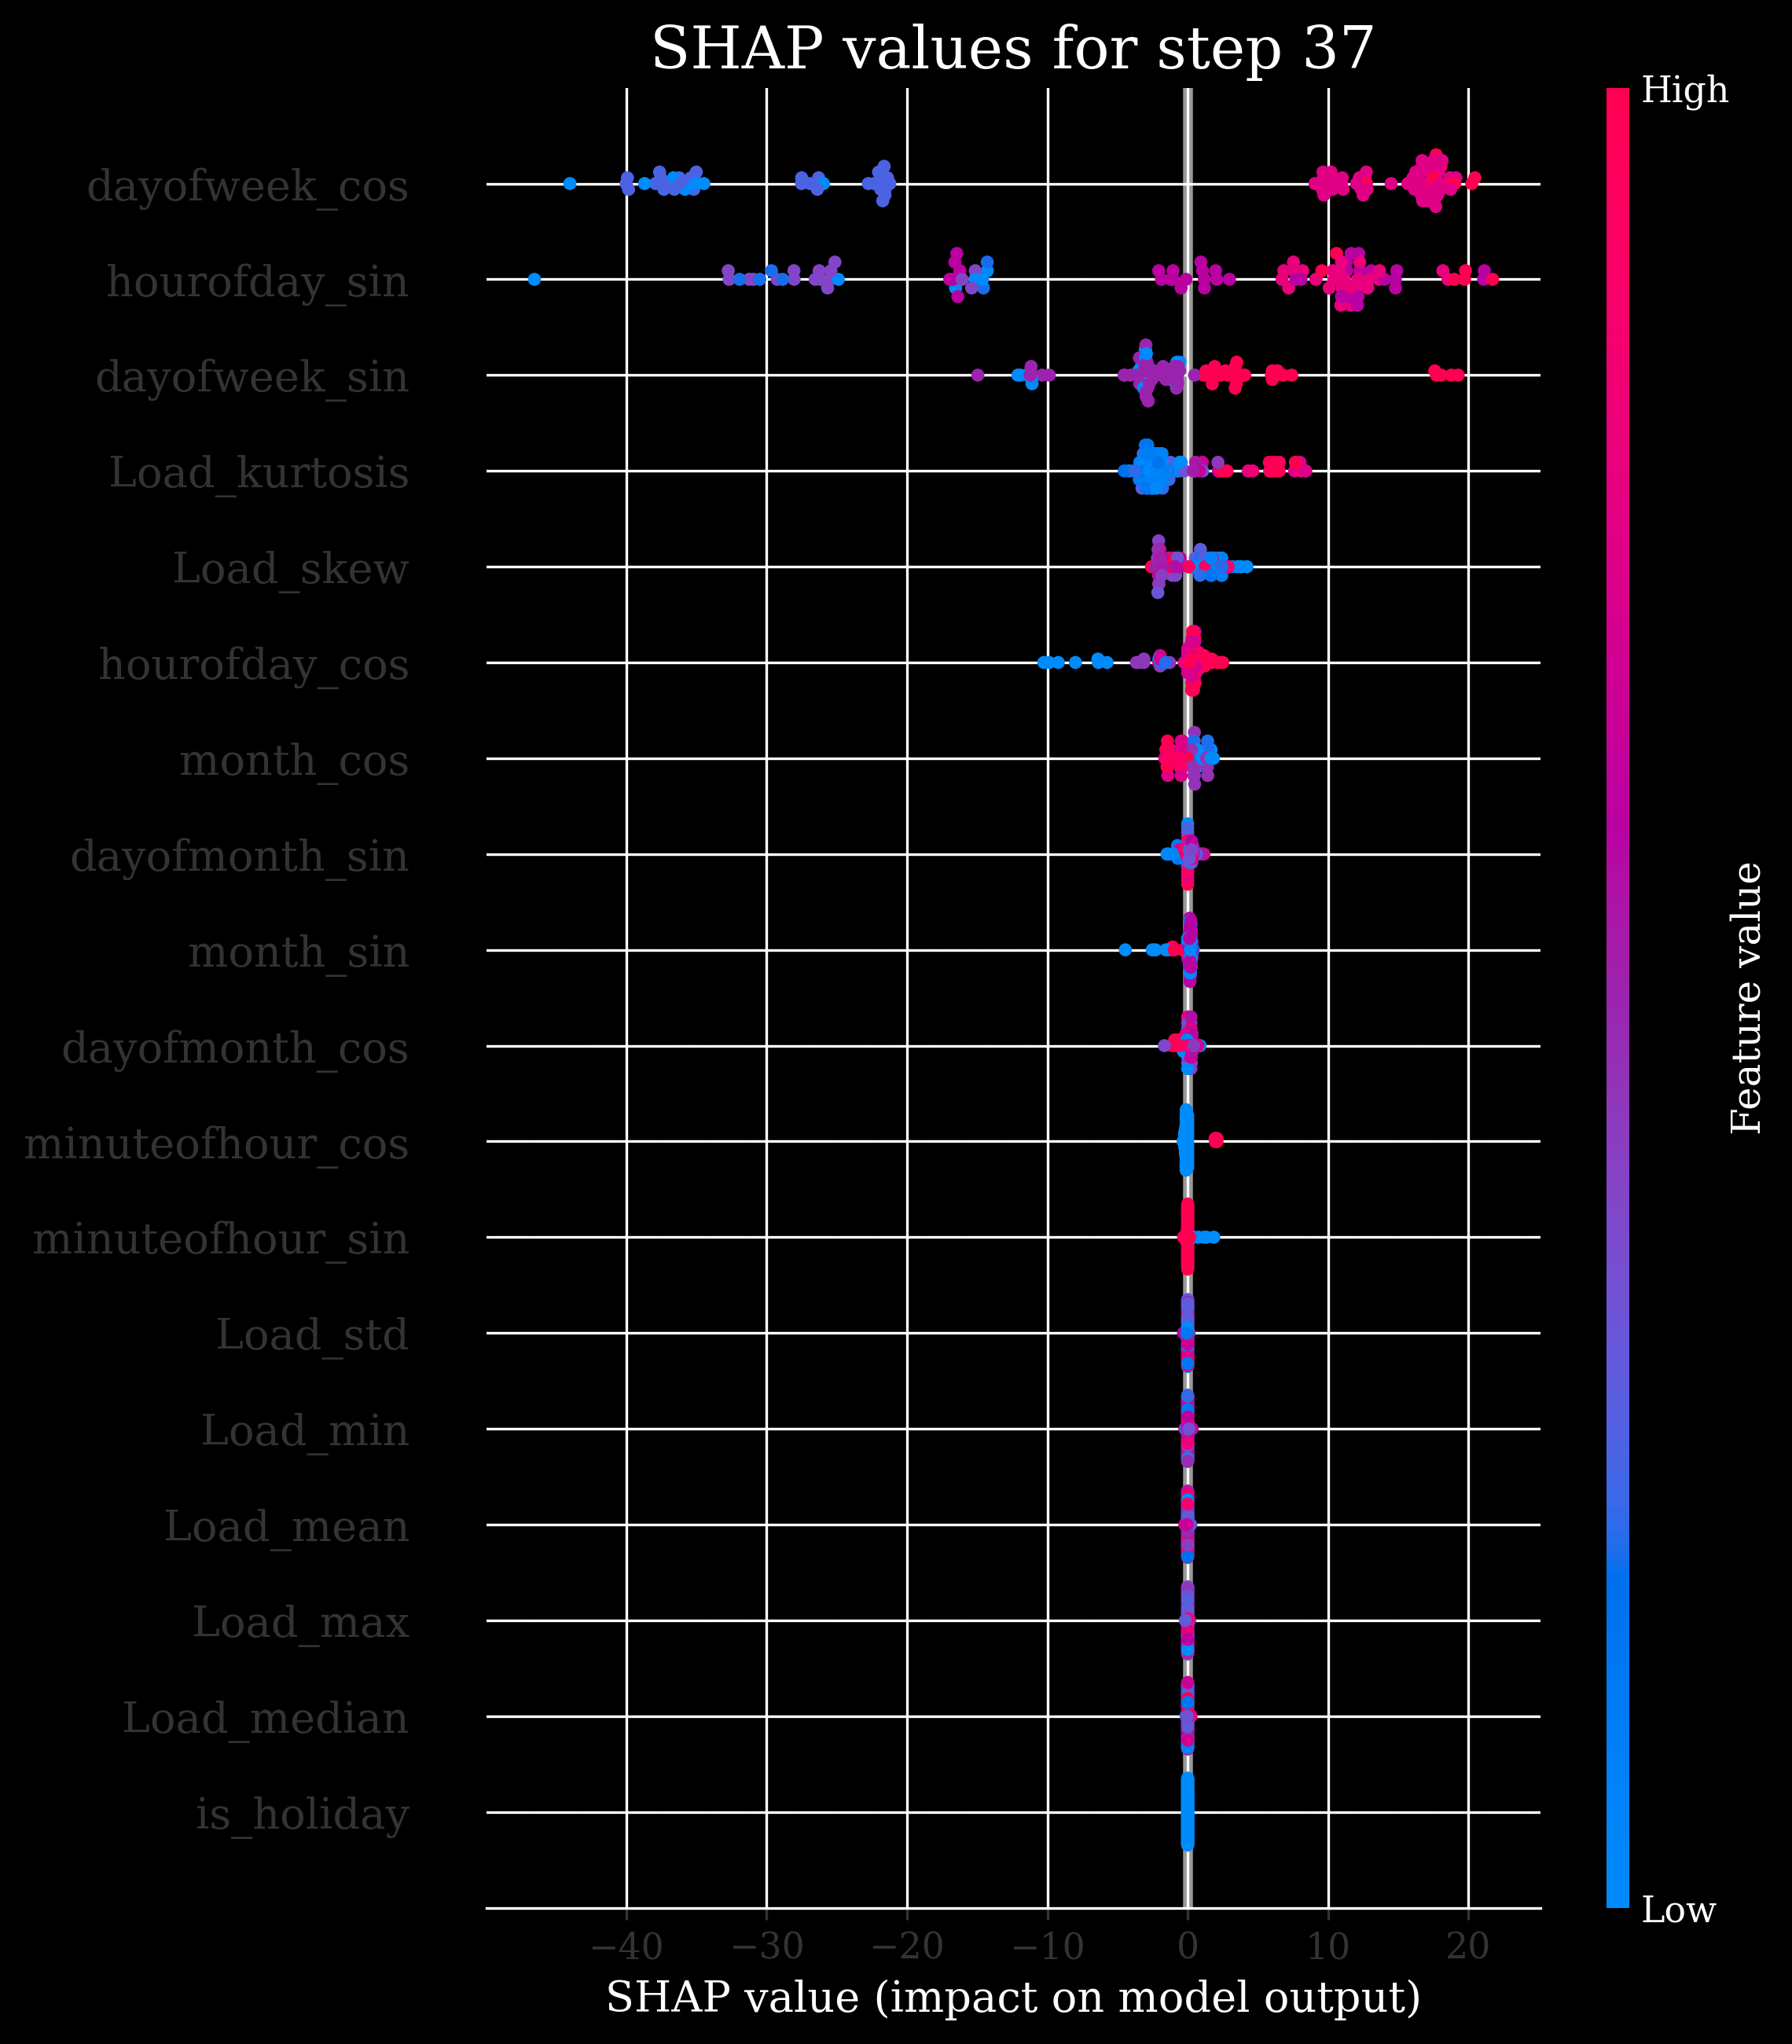 SHAP values for step 37
High
dayofweek_cos
hourofday_sin
dayofweek_sin
Load_kurtosis
Load_skew
hourofday_cos
month_cos
dayofmonth_sin
month_sin
dayofmonth_cos
minuteofhour_cos
minuteofhour_sin
Load_std
Load_min
Load_mean
Load_max
Load_median
is_holiday
Feature value
Low
−40 −30 −20 −10 0 10 20
SHAP value (impact on model output)